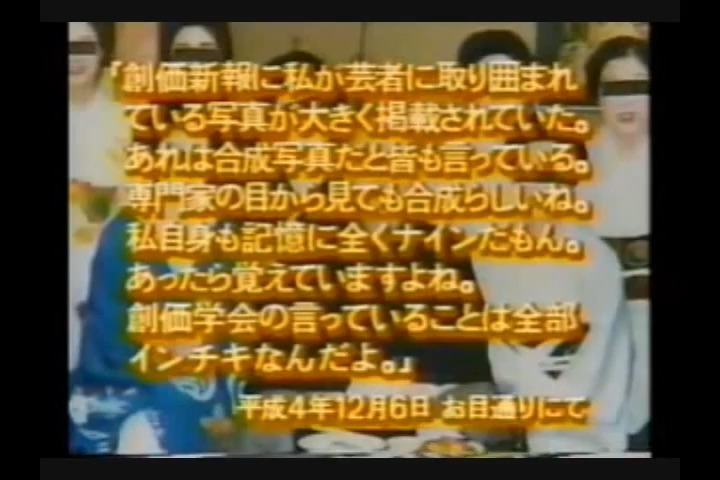 「創価新報に私が芸者に取り囲まれ
ている写真が大きく掲載されていた。
あれは合成写真だと皆も言っている。
専門家の目から見ても合成らしいね。
私自身も記憶に全くナインだもん。
あったら覚えていますよね。
創価学会の言っていることは全部
インチキなんだよ。」
平成4年12月6日 お目通りにて